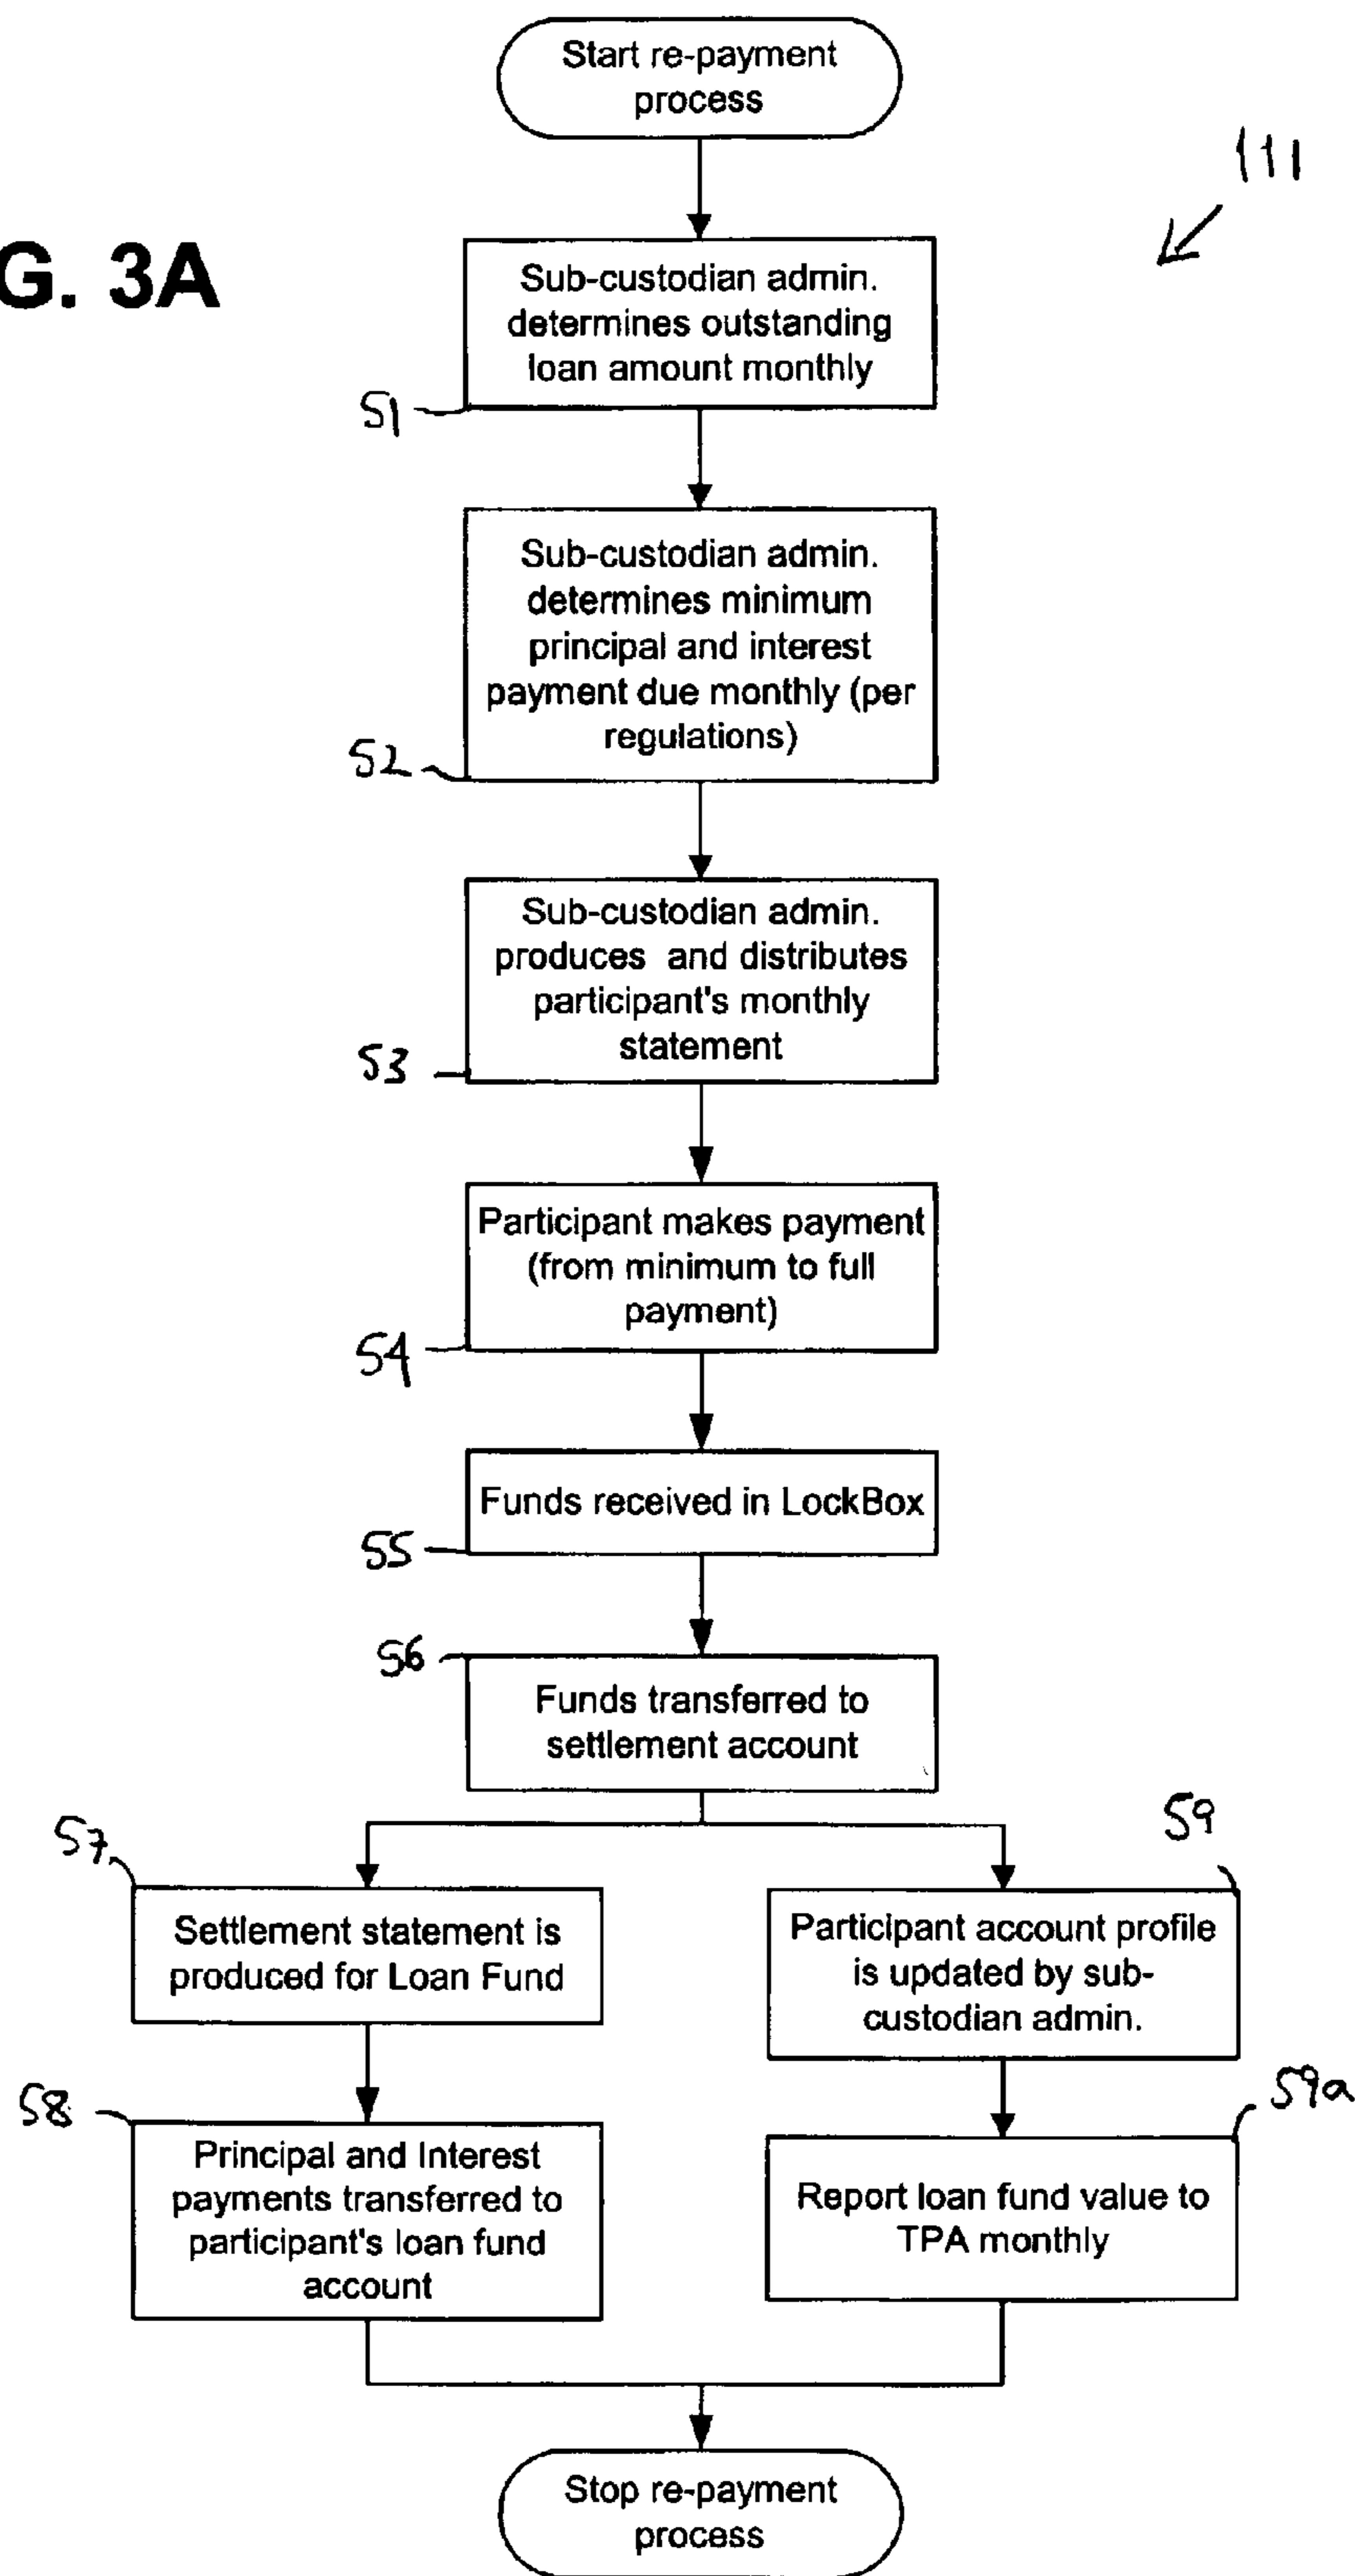 Start re-payment
process
111
G. 3A
Sub-custodian admin.
determines outstanding
loan amount monthly
51
Sub-custodian admin.
determines minimum
principal and interest
payment due monthly (per
regulations)
52
Sub-custodian admin.
produces and distributes
participant's monthly
statement
53
Participant makes payment
(from minimum to full
payment)
54
Funds received in LockBox
55
56
Funds transferred to
settlement account
57
Settlement statement is
produced for Loan Fund
59
Participant account profile
is updated by sub-
custodian admin.
58
Principal and Interest
payments transferred to
participant's loan fund
account
59a
Report loan fund value to
TPA monthly
Stop re-payment
process